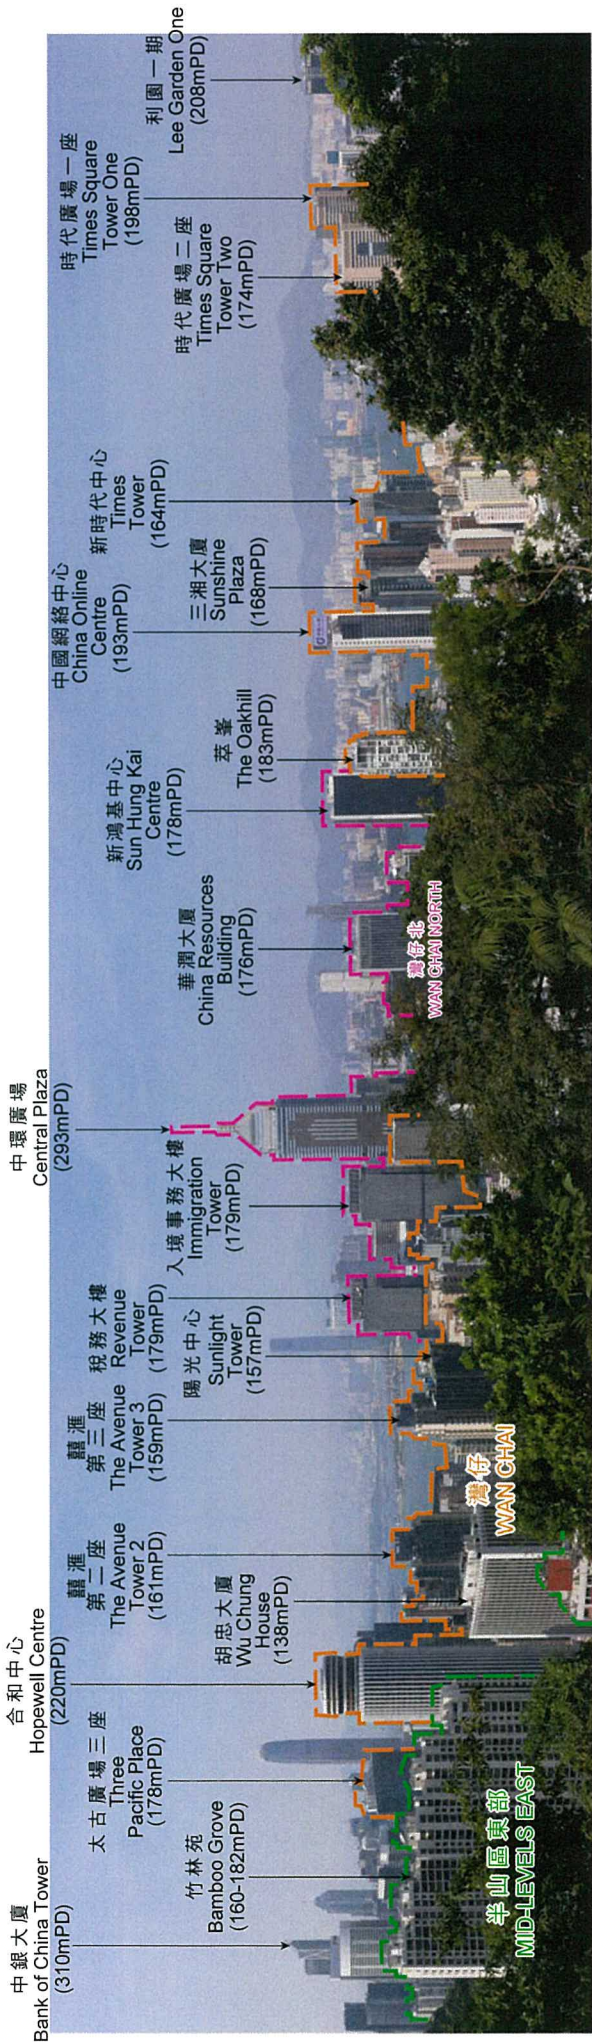 中銀大廈
Bank of China Tower
(310mPD)
太古廣場三座
Three
Pacific Place
(178mPD)
竹林苑
Bamboo Grove
(160-182mPD)
合和中心
Hopewell Centre
(220mPD)
胡忠大廈
Wu Chung
House
(138mPD)
囍滙
第二座
The Avenue
Tower 2
(161mPD)
囍滙
第三座
The Avenue
Tower 3
(159mPD)
陽光中心
Sunlight
Tower
(157mPD)
稅務大樓
Revenue
Tower
(179mPD)
入境事務大樓
Immigration
Tower
(179mPD)
中環廣場
Central Plaza
(293mPD)
華潤大廈
China Resources
Building
(176mPD)
新鴻基中心
Sun Hung Kai
Centre
(178mPD)
萃峯
The Oakhill
(183mPD)
中國網絡中心
China Online
Centre
(193mPD)
三湘大廈
Sunshine
Plaza
(168mPD)
新時代中心
Times
Tower
(164mPD)
時代廣場二座
Times Square
Tower Two
(174mPD)
時代廣場一座
Times Square
Tower One
(198mPD)
利園一期
Lee Garden One
(208mPD)
半山區東部
MID-LEVELS EAST
灣仔
WAN CHAI
灣仔北
WAN CHAI NORTH